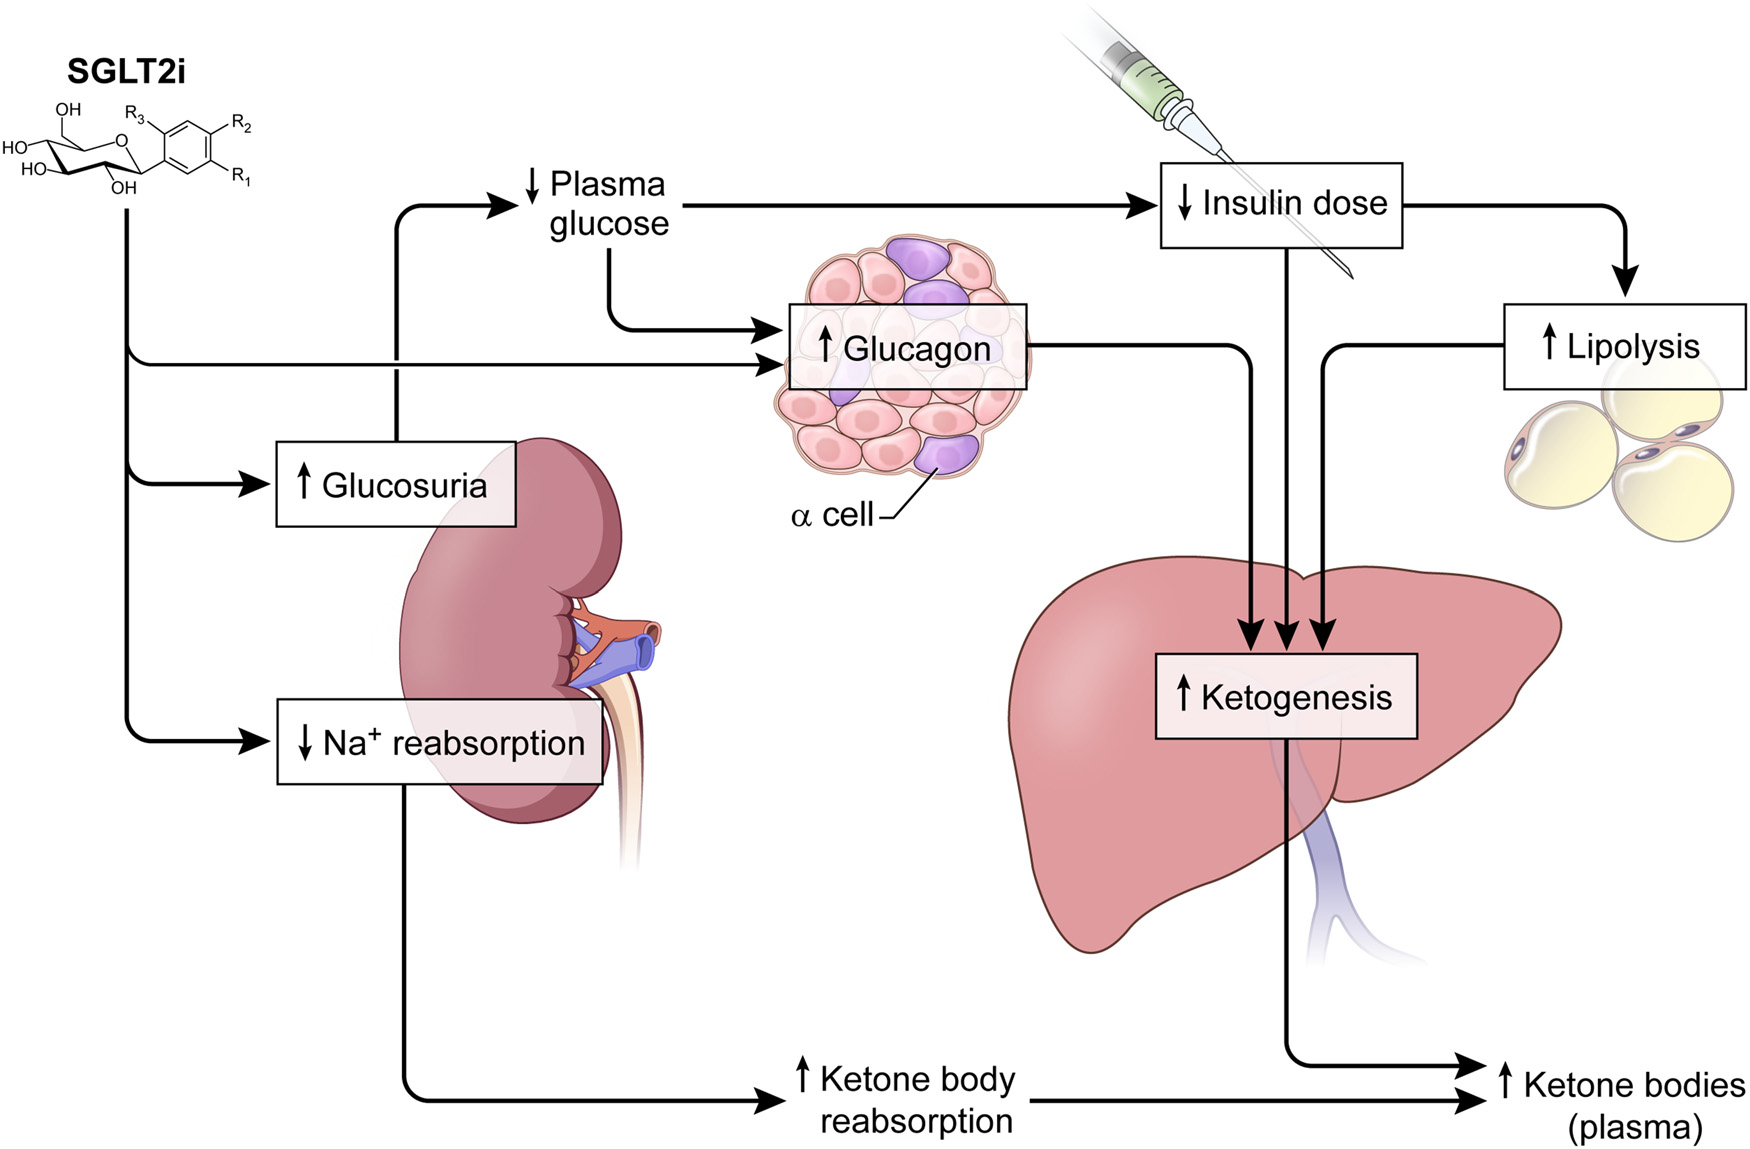 SGLT2i
OH
R3
R2
HO
O
HO
OH
R1
↓ Plasma
glucose
↓ Insulin dose
↑ Glucagon
↑ Lipolysis
↑ Glucosuria
α cell
↑ Ketogenesis
↓ Na⁺ reabsorption
↑ Ketone body
reabsorption
↑ Ketone bodies
(plasma)